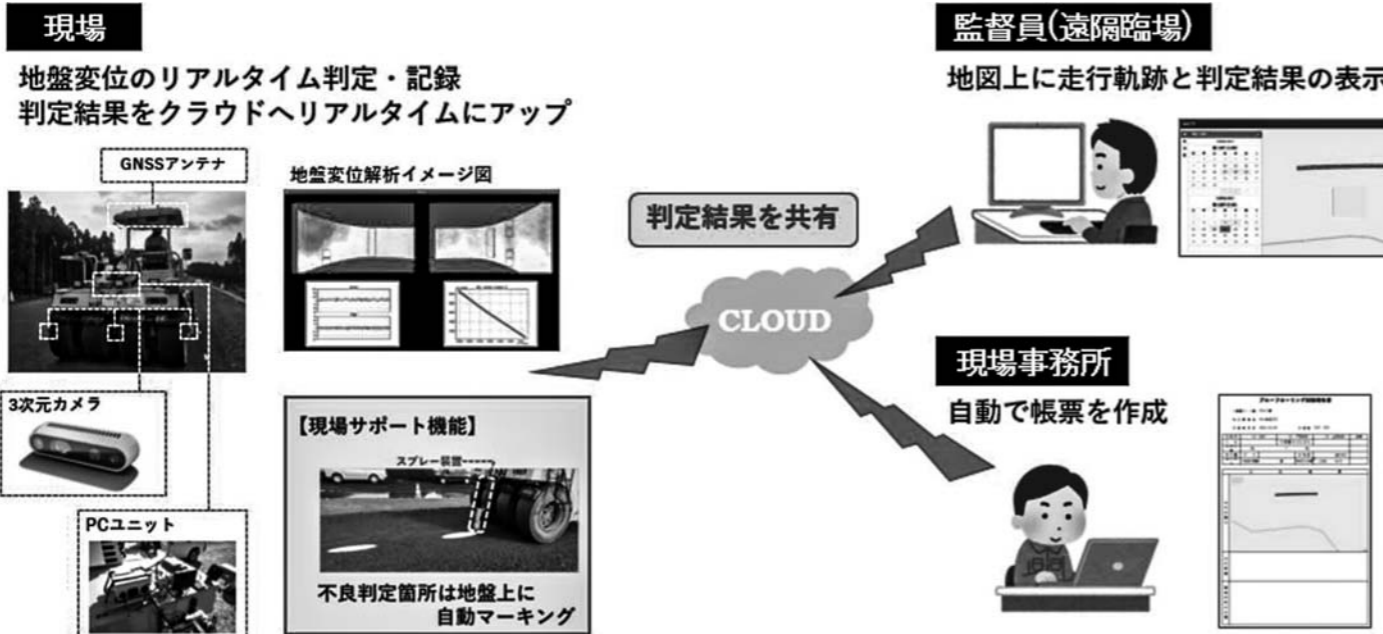 現場
地盤変位のリアルタイム判定・記録
判定結果をクラウドへリアルタイムにアップ
GNSSアンテナ
地盤変位解析イメージ図
3次元カメラ
PCユニット
【現場サポート機能】
スプレー装置
不良判定箇所は地盤上に
自動マーキング
判定結果を共有
CLOUD
監督員(遠隔臨場)
地図上に走行軌跡と判定結果の表示
現場事務所
自動で帳票を作成